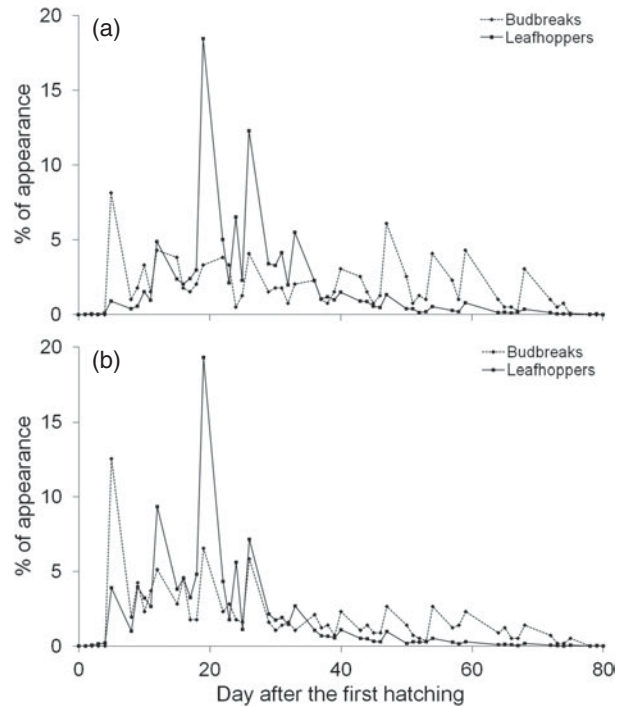 (a)
Budbreaks
Leafhoppers
20
15
10
5
0
% of appearance
(b)
Budbreaks
Leafhoppers
20
15
10
5
0
% of appearance
0 20 40 60 80
Day after the first hatching